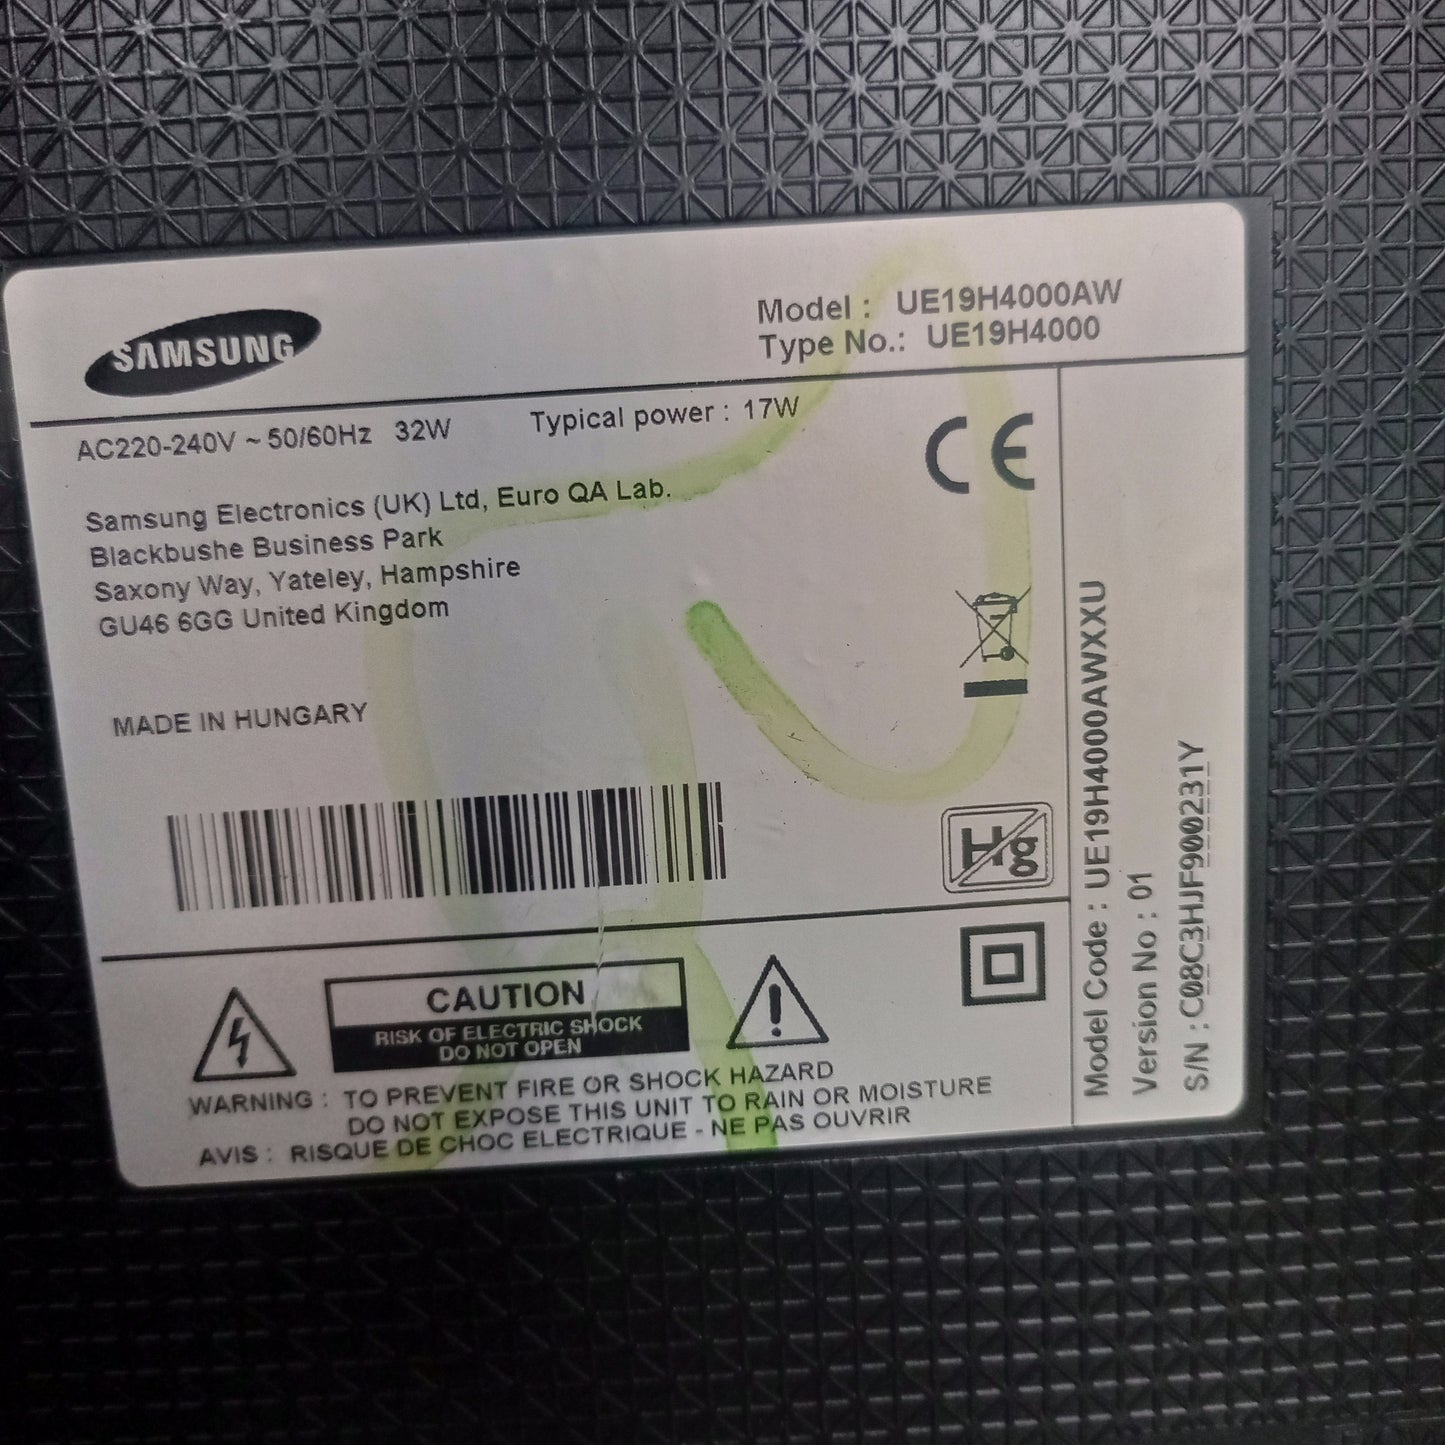 SAMSUNG
Model : UE19H4000AW
Type No.: UE19H4000
AC220-240V ~ 50/60Hz 32W Typical power : 17W
Samsung Electronics (UK) Ltd, Euro QA Lab.
Blackbushe Business Park
Saxony Way, Yateley, Hampshire
GU46 6GG United Kingdom
CE
MADE IN HUNGARY
Hg
CAUTION
RISK OF ELECTRIC SHOCK
DO NOT OPEN
WARNING : TO PREVENT FIRE OR SHOCK HAZARD
DO NOT EXPOSE THIS UNIT TO RAIN OR MOISTURE
AVIS : RISQUE DE CHOC ELECTRIQUE - NE PAS OUVRIR
Model Code : UE19H4000AWXXU
Version No : 01
S/N : C08C3HJF900231Y